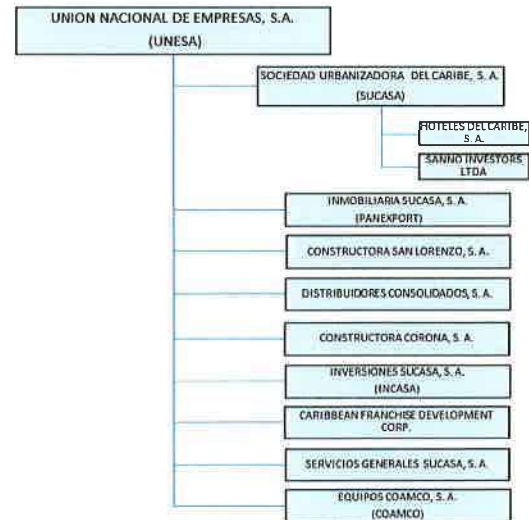 UNION NACIONAL DE EMPRESAS, S.A.
(UNESA)
SOCIEDAD URBANIZADORA DEL CARIBE, S. A.
(SUCASA)
HOTELES DEL CARIBE,
S. A.
SANNO INVESTORS
LTDA
INMOBILIARIA SUCASA, S. A.
(PANEXPORT)
CONSTRUCTORA SAN LORENZO, S. A.
DISTRIBUIDORES CONSOLIDADOS, S. A.
CONSTRUCTORA CORONA, S. A.
INVERSIONES SUCASA, S. A.
(INCASA)
CARIBBEAN FRANCHISE DEVELOPMENT
CORP.
SERVICIOS GENERALES SUCASA, S. A.
EQUIPOS COAMCO, S. A.
(COAMCO)